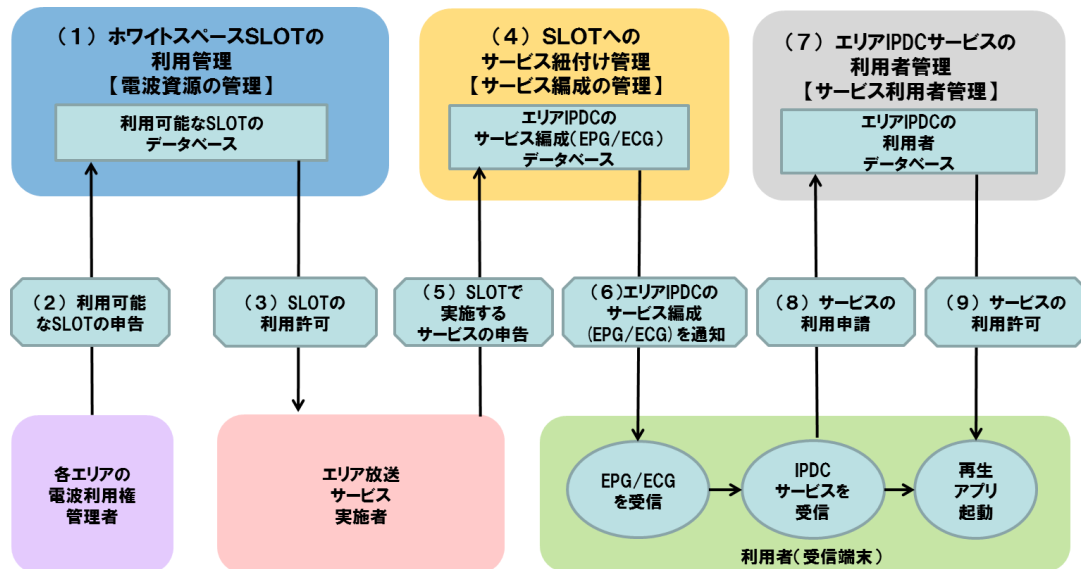 (1) ホワイトスペースSLOTの
利用管理
【電波資源の管理】
利用可能なSLOTの
データベース
(4) SLOTへの
サービス紐付け管理
【サービス編成の管理】
エリアIPDCの
サービス編成(EPG/ECG)
データベース
(7) エリアIPDCサービスの
利用者管理
【サービス利用者管理】
エリアIPDCの
利用者
データベース
(2) 利用可能
なSLOTの申告
(3) SLOTの
利用許可
(5) SLOTで
実施する
サービスの申告
(6)エリアIPDCの
サービス編成
(EPG/ECG)を通知
(8) サービスの
利用申請
(9) サービスの
利用許可
各エリアの
電波利用権
管理者
エリア放送
サービス
実施者
EPG/ECG
を受信
IPDC
サービスを
受信
再生
アプリ
起動
利用者(受信端末)